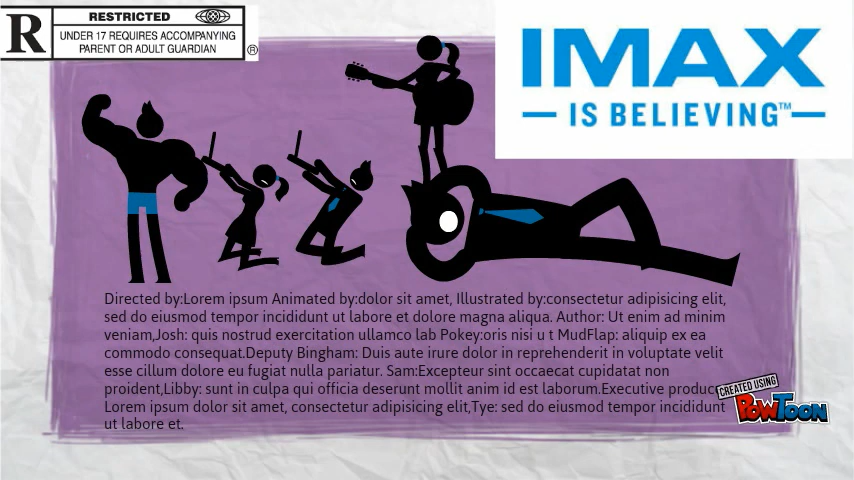 R
RESTRICTED
UNDER 17 REQUIRES ACCOMPANYING
PARENT OR ADULT GUARDIAN
®
IMAX
IS BELIEVING™
Directed by:Lorem ipsum Animated by:dolor sit amet, Illustrated by:consectetur adipisicing elit,
sed do eiusmod tempor incididunt ut labore et dolore magna aliqua. Author: Ut enim ad minim
veniam,Josh: quis nostrud exercitation ullamco lab Pokey:oris nisi u t MudFlap: aliquip ex ea
commodo consequat.Deputy Bingham: Duis aute irure dolor in reprehenderit in voluptate velit
esse cillum dolore eu fugiat nulla pariatur. Sam:Excepteur sint occaecat cupidatat non
proident,Libby: sunt in culpa qui officia deserunt mollit anim id est laborum.Executive produc
Lorem ipsum dolor sit amet, consectetur adipisicing elit,Tye: sed do eiusmod tempor incididunt
ut labore et.
CREATED USING
POWTOON